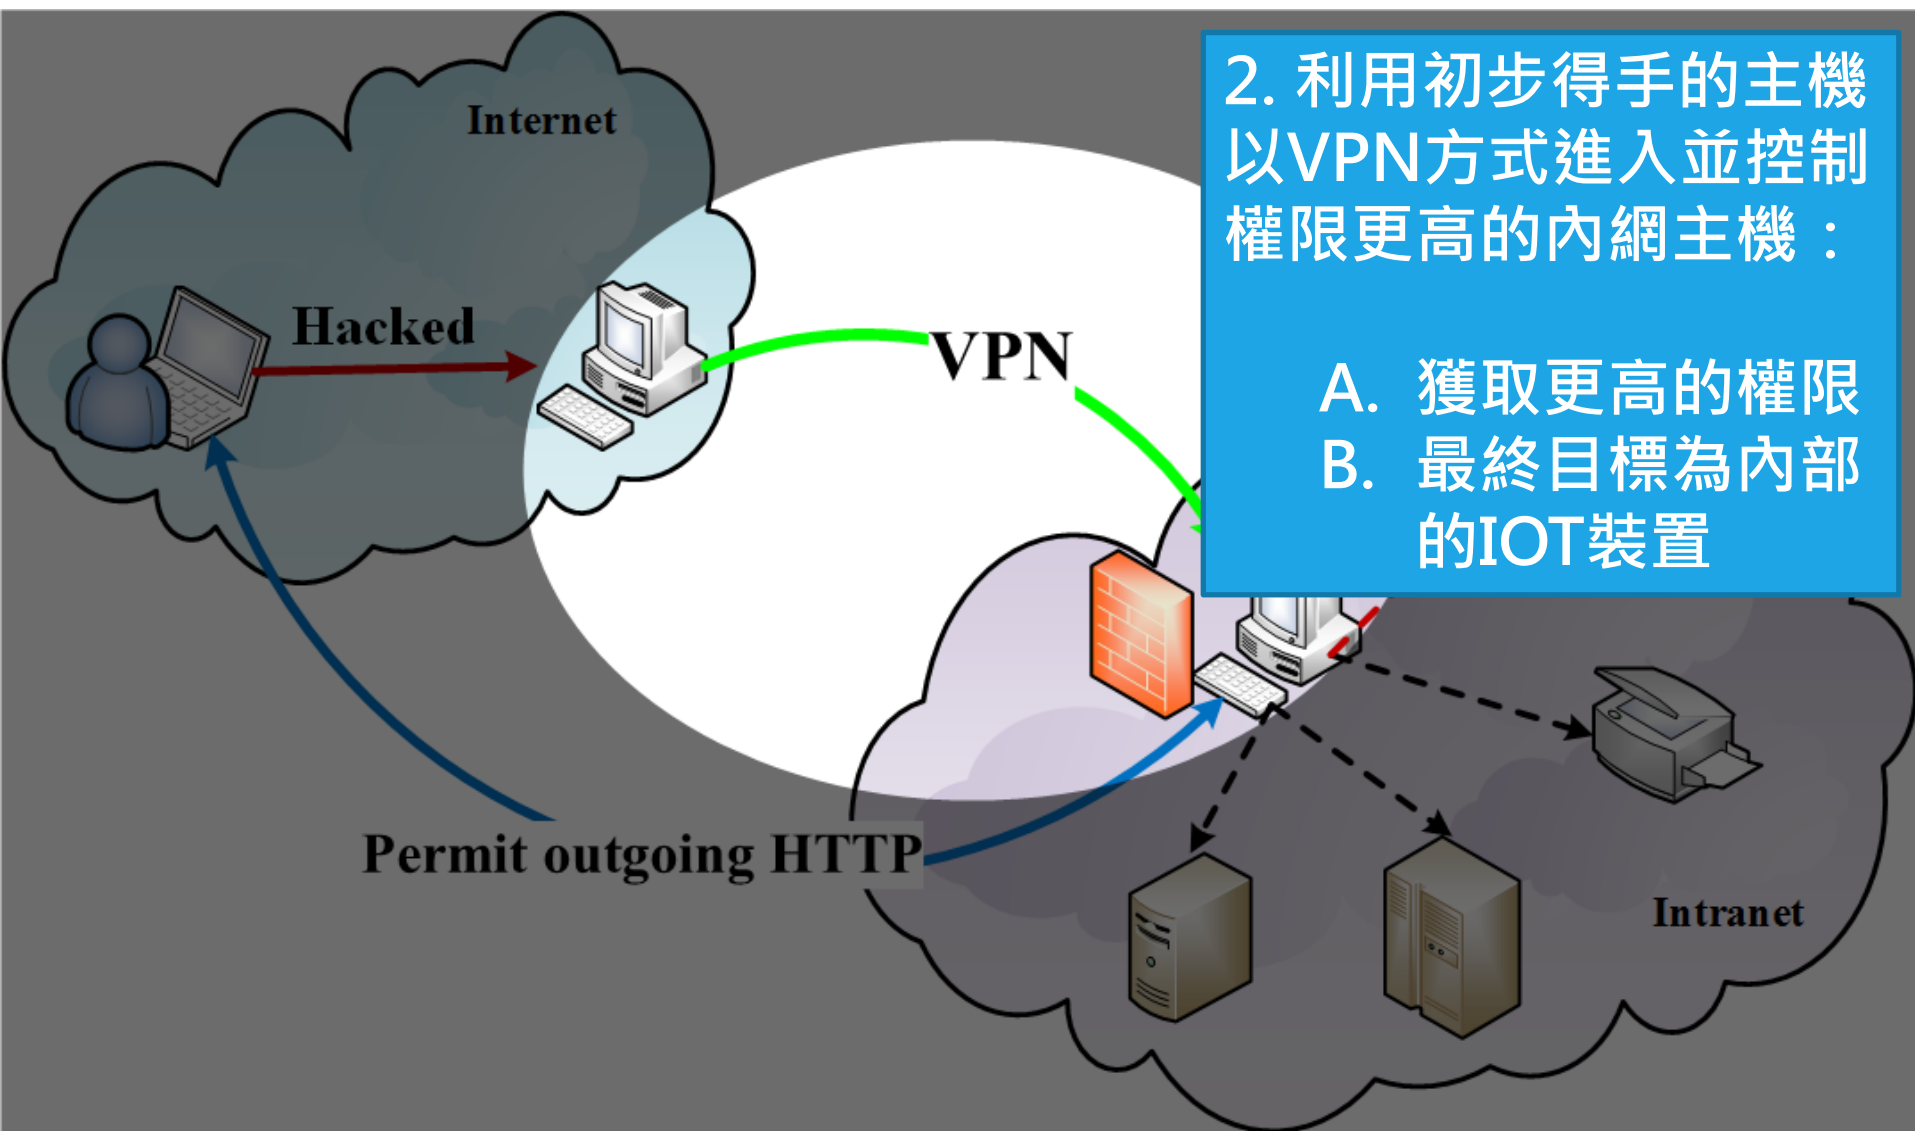 Internet
2. 利用初步得手的主機
以VPN方式進入並控制
權限更高的內網主機：
A. 獲取更高的權限
B. 最終目標為內部
的IOT裝置
Hacked
VPN
Permit outgoing HTTP
Intranet